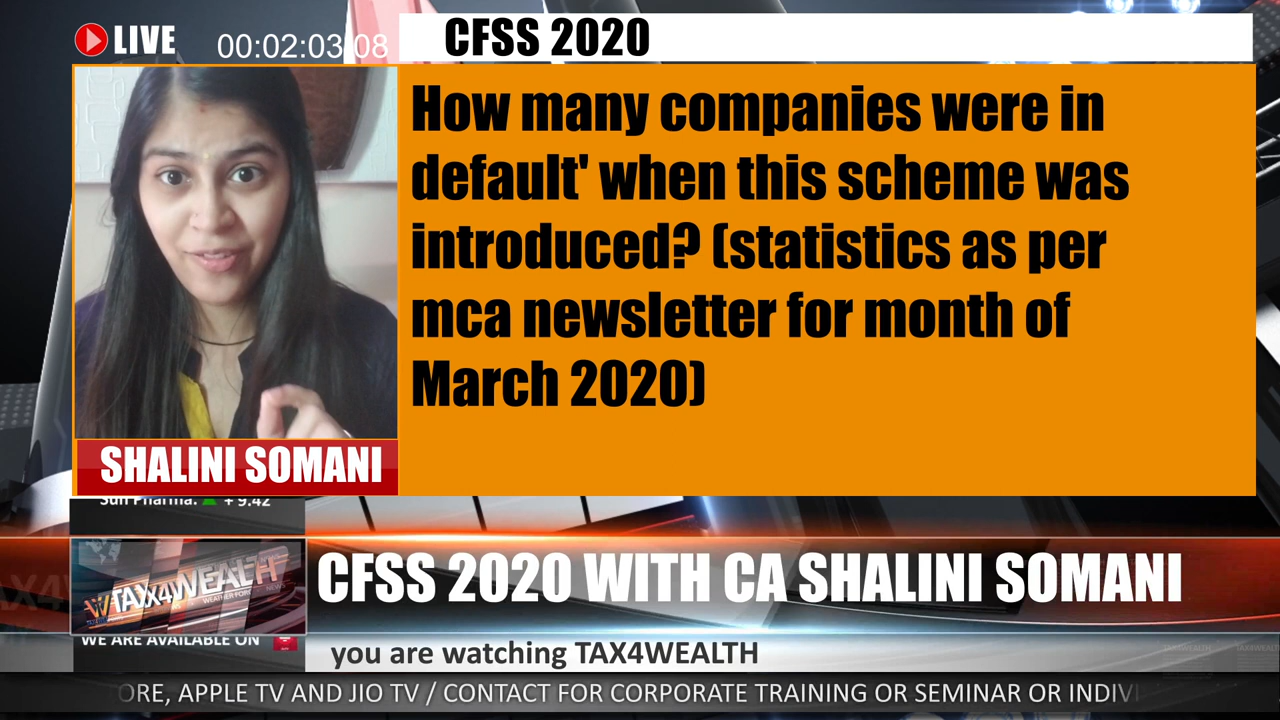 LIVE 00:02:03:08 CFSS 2020
How many companies were in
default' when this scheme was
introduced? (statistics as per
mca newsletter for month of
March 2020)
SHALINI SOMANI
Sun Pharma: + 9.42
TAX4WEALTH
CFSS 2020 WITH CA SHALINI SOMANI
WE ARE AVAILABLE ON
you are watching TAX4WEALTH
ORE, APPLE TV AND JIO TV / CONTACT FOR CORPORATE TRAINING OR SEMINAR OR INDIV